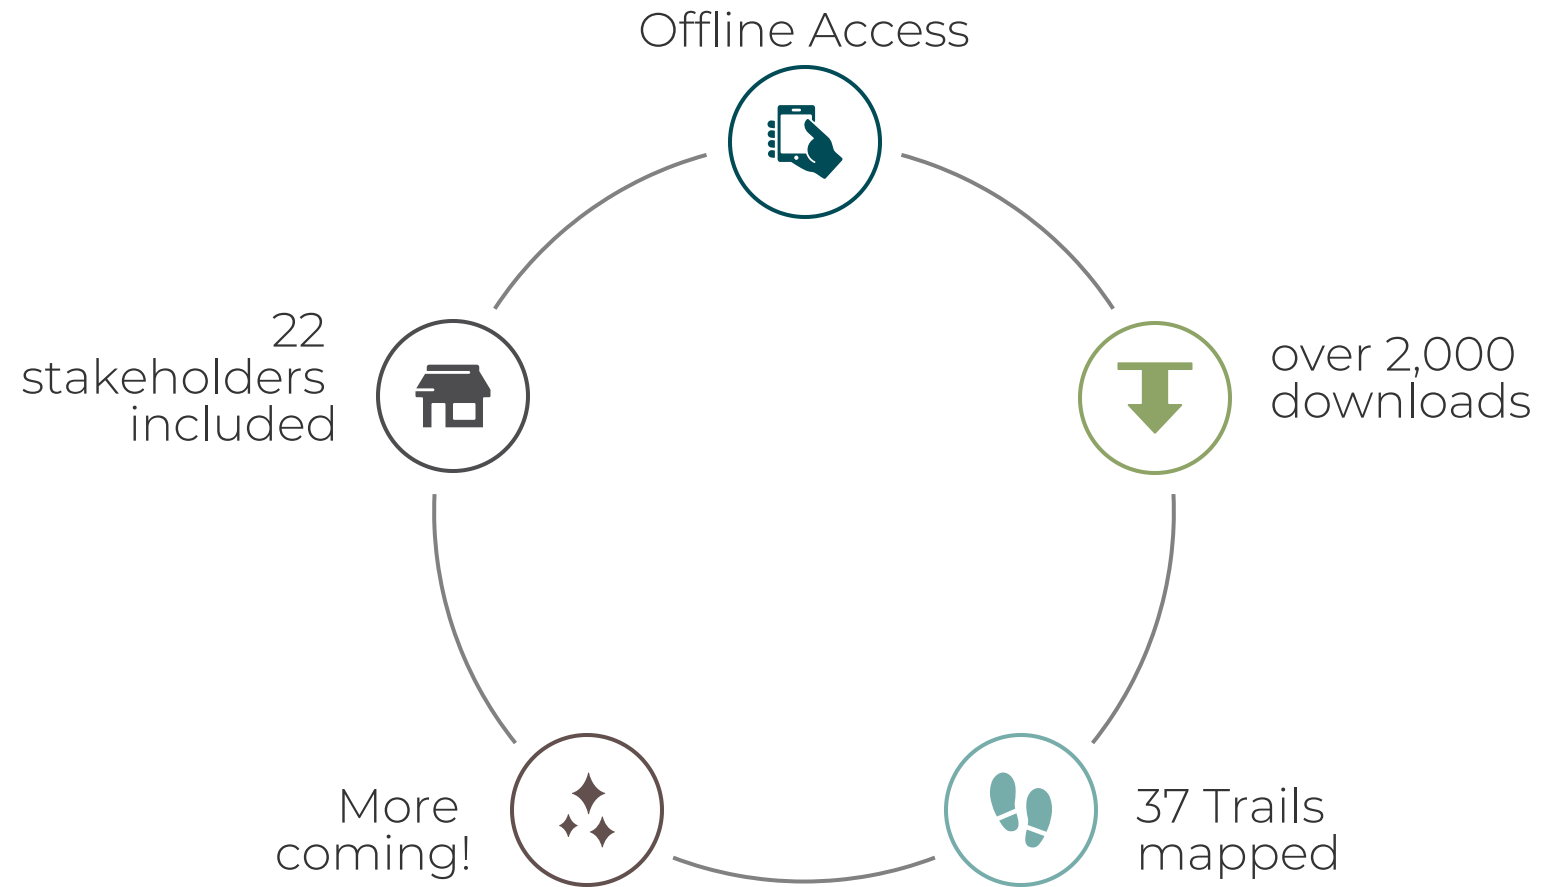 Offline Access
22
stakeholders
included
over 2,000
downloads
More
coming!
37 Trails
mapped